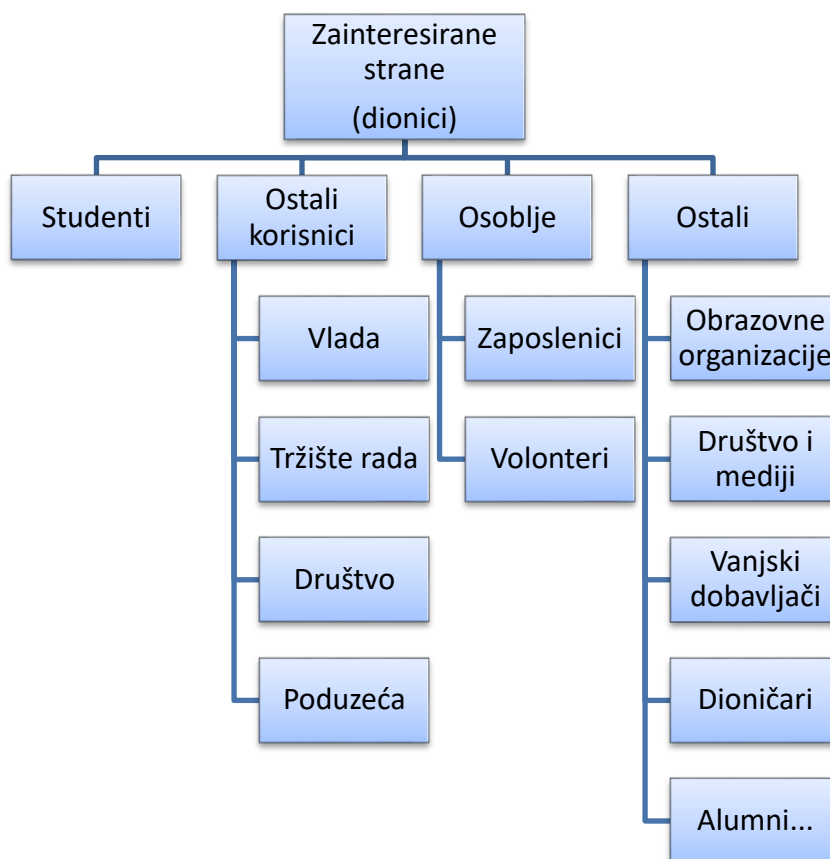 Zainteresirane
strane
(dionici)
Studenti
Ostali
korisnici
Osoblje
Ostali
Vlada
Tržište rada
Društvo
Poduzeća
Zaposlenici
Volonteri
Obrazovne
organizacije
Društvo i
mediji
Vanjski
dobavljači
Dioničari
Alumni...